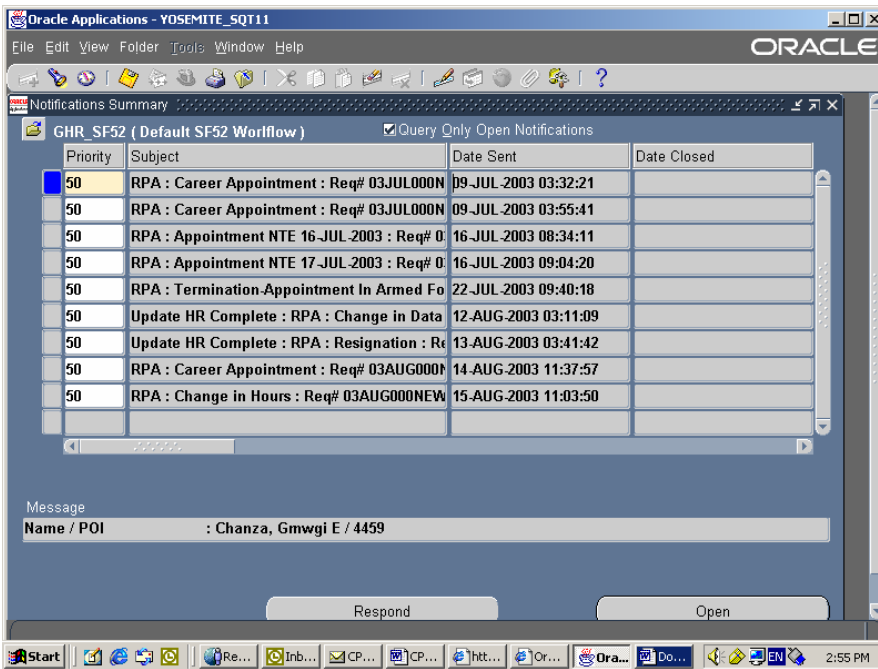 Oracle Applications - YOSEMITE_SQT11
File Edit View Folder Tools Window Help
ORACLE
Notifications Summary
GHR_SF52 ( Default SF52 Worlflow ) Query Only Open Notifications
Priority Subject Date Sent Date Closed
50 RPA : Career Appointment : Req# 03JUL000N 09-JUL-2003 03:32:21
50 RPA : Career Appointment : Req# 03JUL000N 09-JUL-2003 03:55:41
50 RPA : Appointment NTE 16-JUL-2003 : Req# 0 16-JUL-2003 08:34:11
50 RPA : Appointment NTE 17-JUL-2003 : Req# 0 16-JUL-2003 09:04:20
50 RPA : Termination-Appointment In Armed Fo 22-JUL-2003 09:40:18
50 Update HR Complete : RPA : Change in Data 12-AUG-2003 03:11:09
50 Update HR Complete : RPA : Resignation : Re 13-AUG-2003 03:41:42
50 RPA : Career Appointment : Req# 03AUG000N 14-AUG-2003 11:37:57
50 RPA : Change in Hours : Req# 03AUG000NEW 15-AUG-2003 11:03:50
Message
Name / POI : Chanza, Gmwgi E / 4459
Respond Open
Start Re... Inb... CP... CP... htt... Or... Ora... Do... EN 2:55 PM